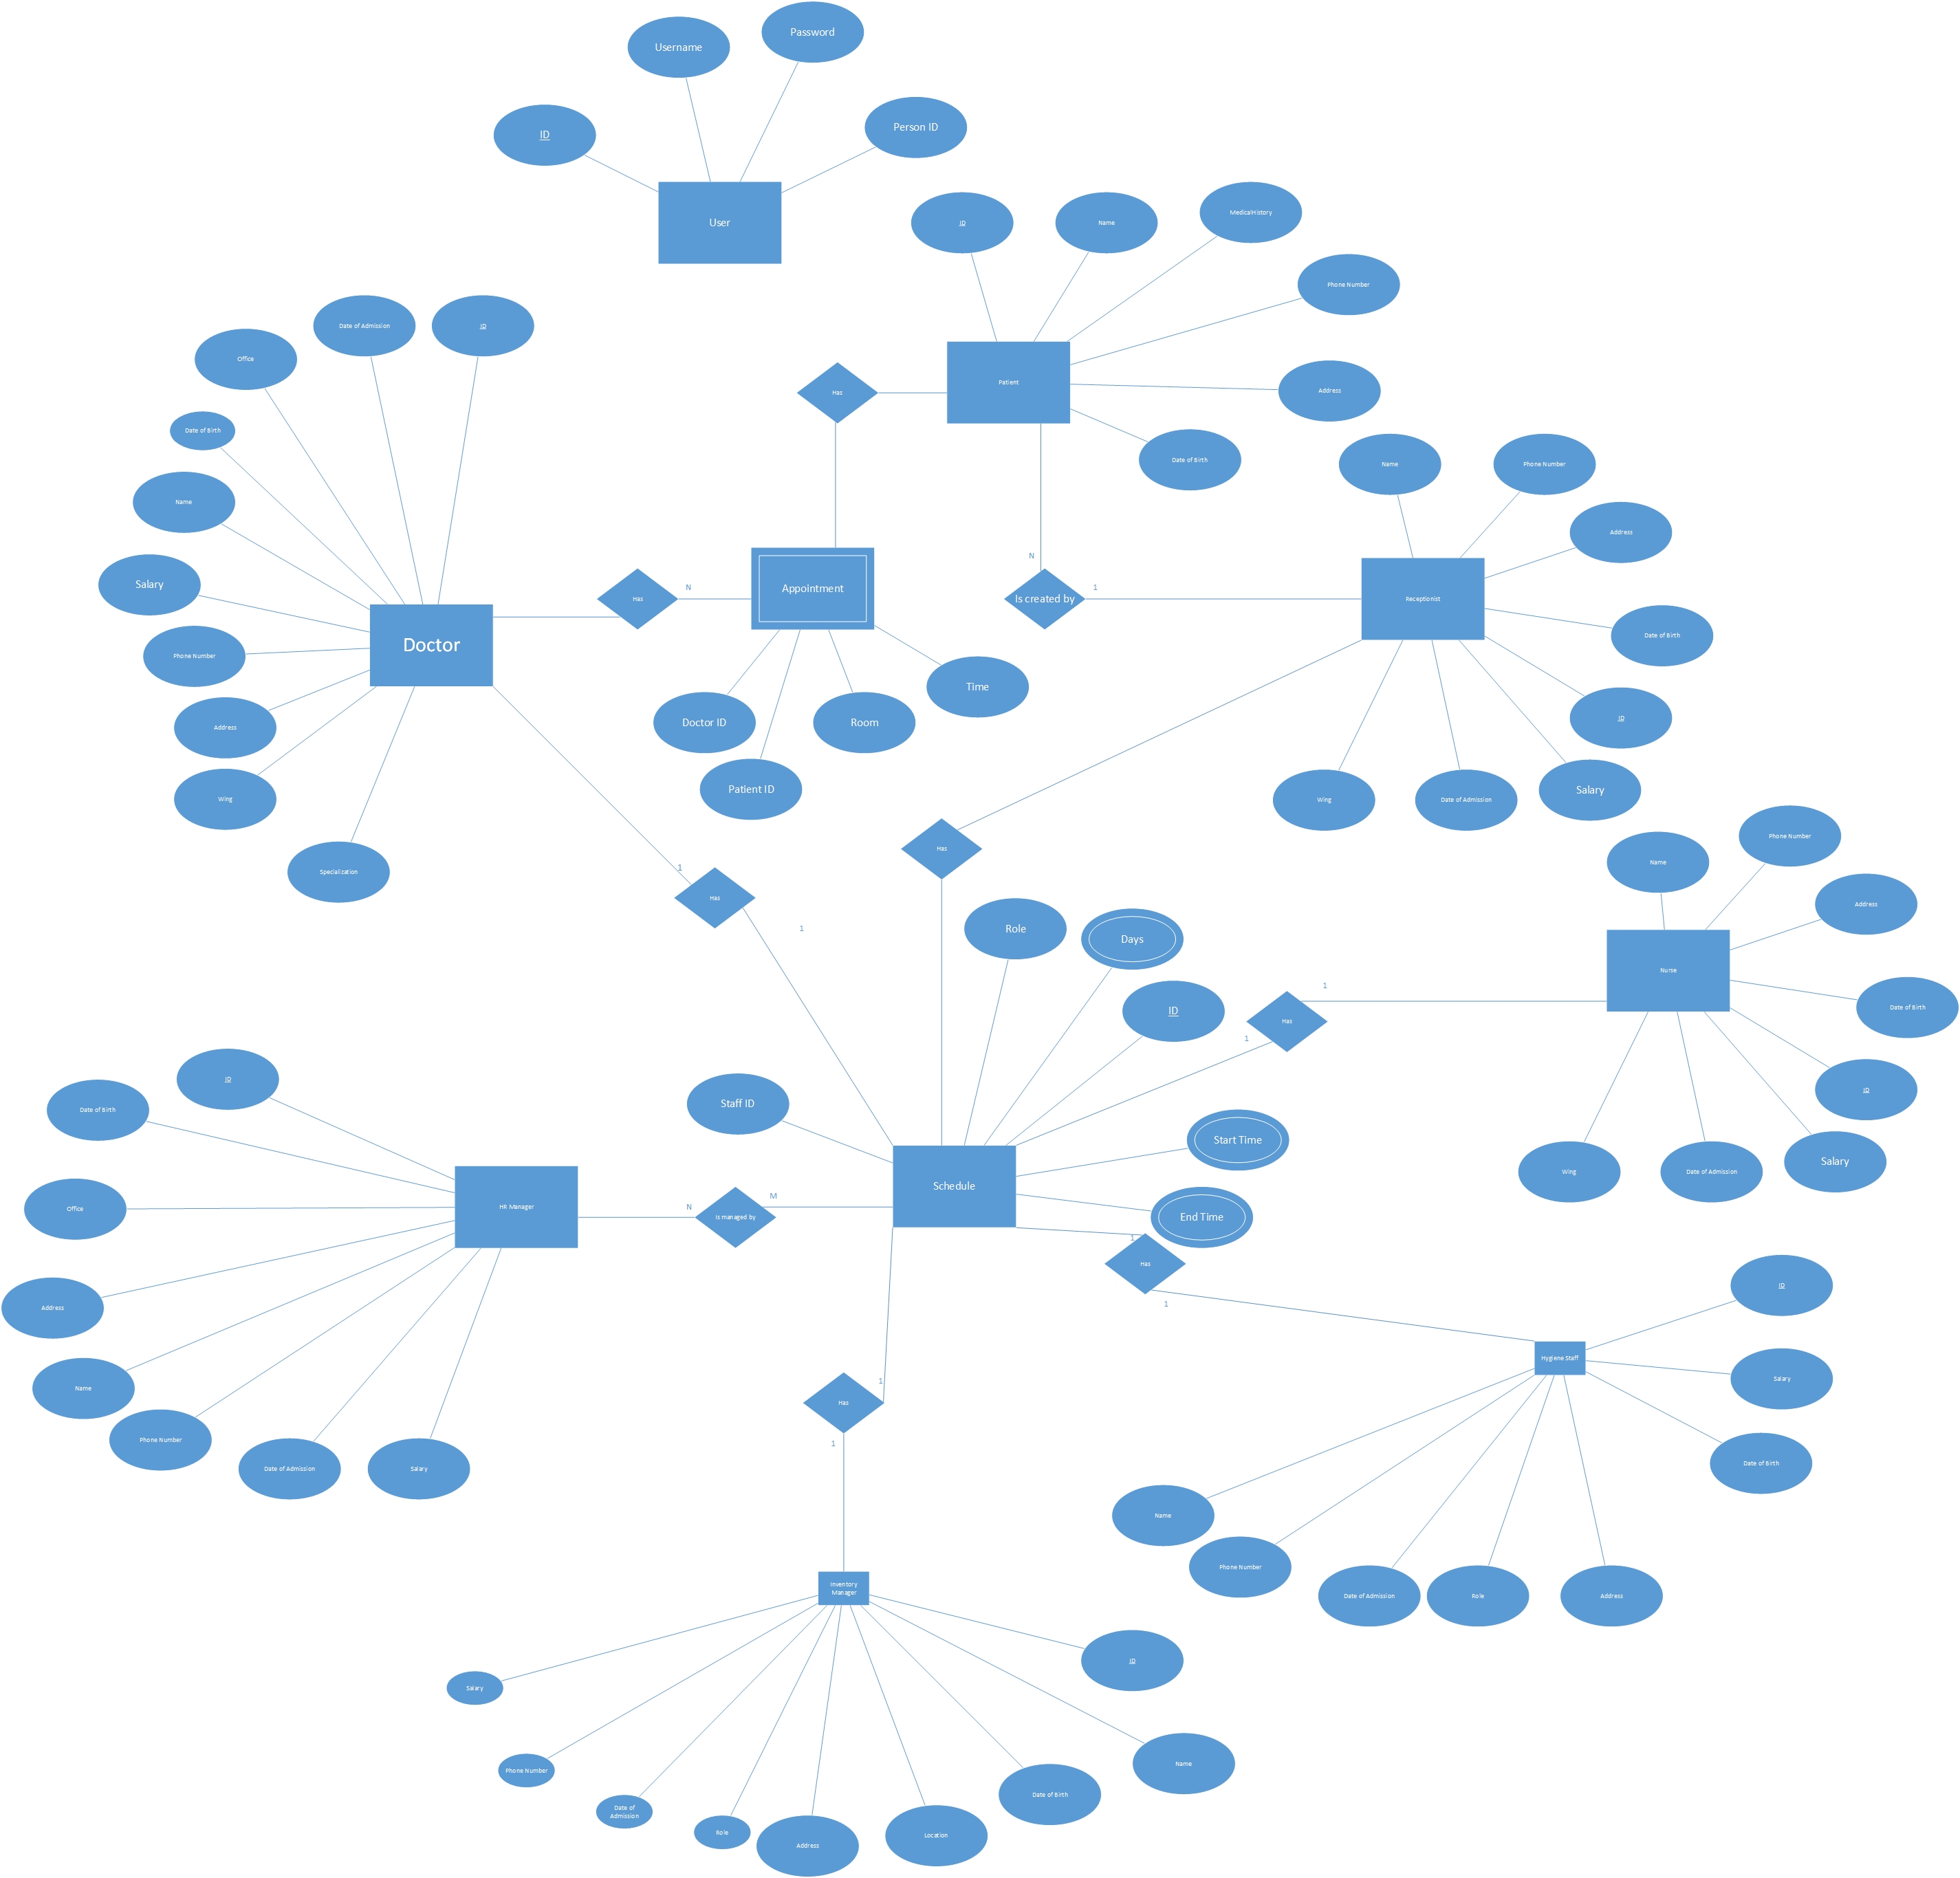 Password
Username
Person ID
ID
User
MedicalHistory
ID
Name
Phone Number
Date of Admission
ID
Office
Patient
Address
Has
Date of Birth
Date of Birth
Name
Phone Number
Name
Address
N
Salary
N
Appointment
1
Has
Is created by
Receptionist
Date of Birth
Doctor
Phone Number
Time
ID
Doctor ID
Room
Address
Patient ID
Salary
Wing
Wing
Date of Admission
Phone Number
Has
Name
1
Specialization
Has
Address
1
Role
Days
Nurse
1
Date of Birth
ID
Has
1
ID
ID
Staff ID
Date of Birth
Start Time
Salary
Wing
Date of Admission
Schedule
M
HR Manager
N
Office
Is managed by
End Time
1
Has
ID
1
Address
Hygiene Staff
1
Salary
Name
Has
Phone Number
1
Date of Birth
Date of Admission
Salary
Name
Phone Number
Inventory
Manager
Date of Admission
Role
Address
ID
Salary
Name
Phone Number
Date of Birth
Date of
Admission
Role
Location
Address